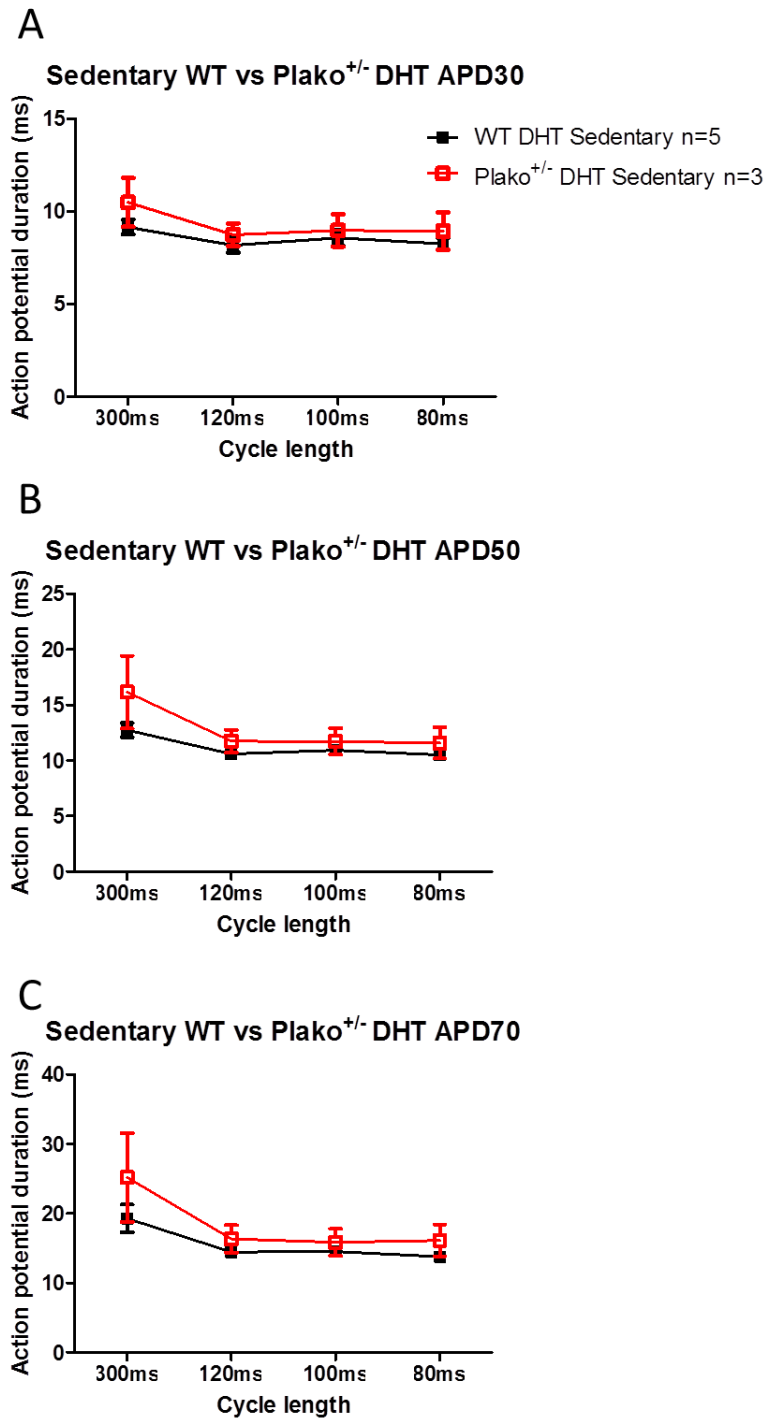 A
Sedentary WT vs Plako+/- DHT APD30
Action potential duration (ms)
15
10
5
0
WT DHT Sedentary n=5
Plako+/- DHT Sedentary n=3
300ms 120ms 100ms 80ms
Cycle length
B
Sedentary WT vs Plako+/- DHT APD50
Action potential duration (ms)
25
20
15
10
5
0
300ms 120ms 100ms 80ms
Cycle length
C
Sedentary WT vs Plako+/- DHT APD70
Action potential duration (ms)
40
30
20
10
0
300ms 120ms 100ms 80ms
Cycle length